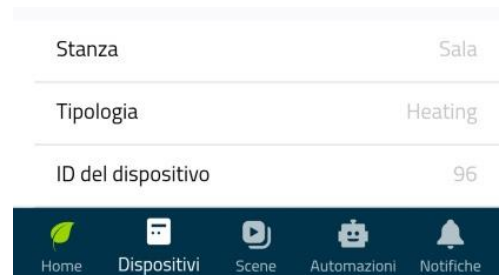 Stanza Sala
Tipologia Heating
ID del dispositivo 96
Home Dispositivi Scene Automazioni Notifiche